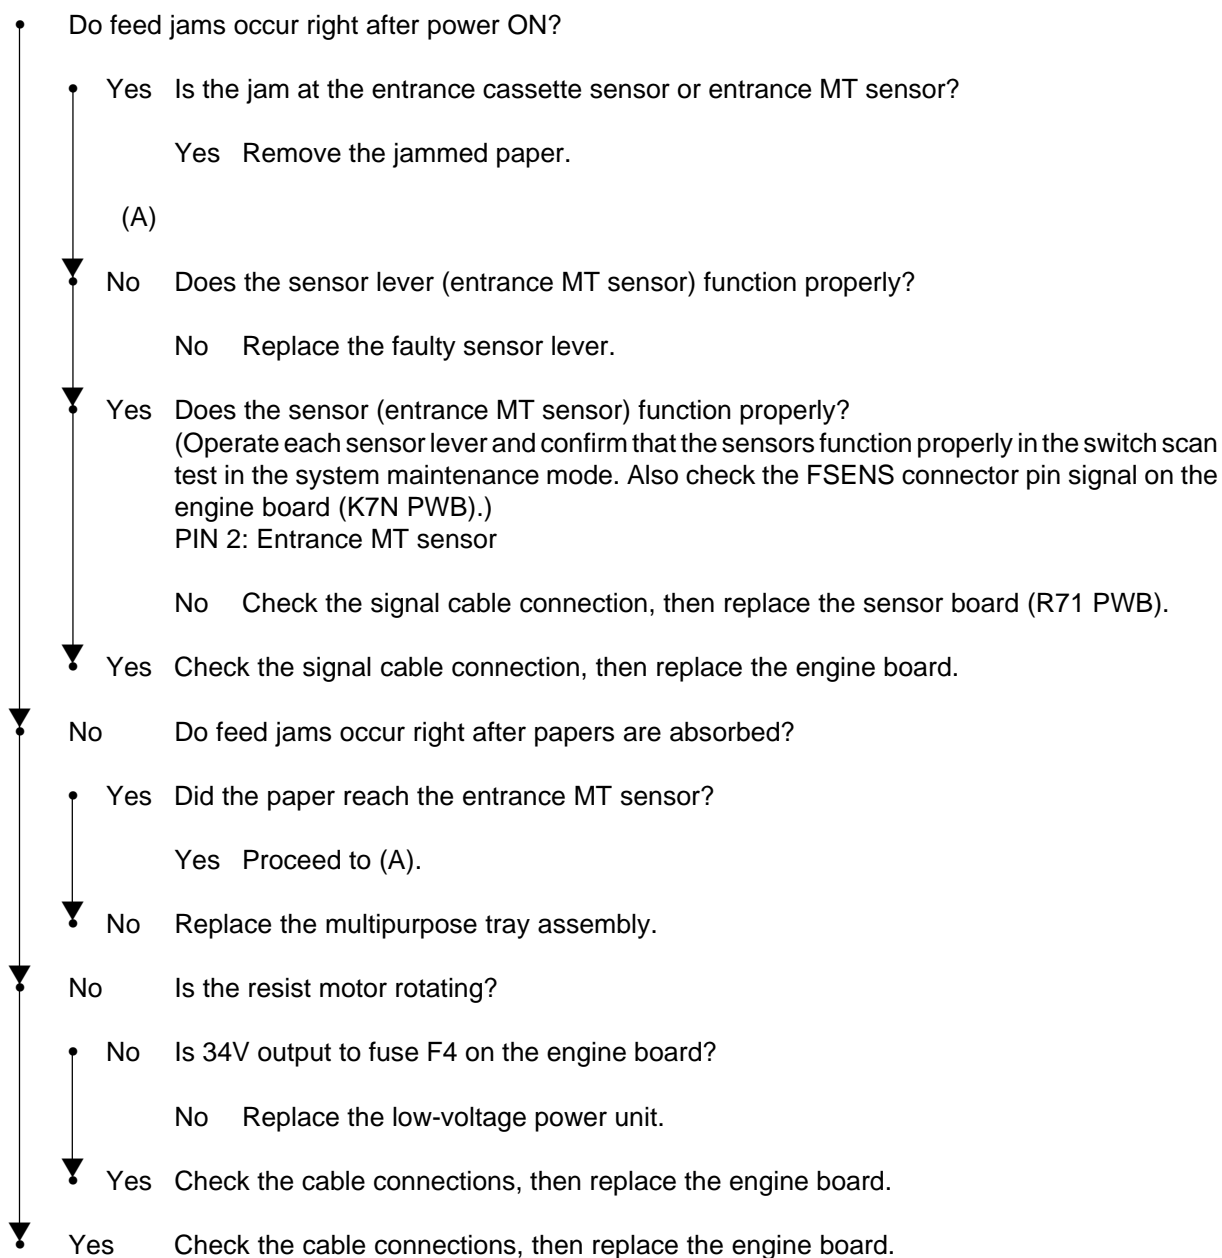 Do feed jams occur right after power ON?
Yes Is the jam at the entrance cassette sensor or entrance MT sensor?
Yes Remove the jammed paper.
(A)
No Does the sensor lever (entrance MT sensor) function properly?
No Replace the faulty sensor lever.
Yes Does the sensor (entrance MT sensor) function properly?
(Operate each sensor lever and confirm that the sensors function properly in the switch scan
test in the system maintenance mode. Also check the FSENS connector pin signal on the
engine board (K7N PWB).)
PIN 2: Entrance MT sensor
No Check the signal cable connection, then replace the sensor board (R71 PWB).
Yes Check the signal cable connection, then replace the engine board.
No Do feed jams occur right after papers are absorbed?
Yes Did the paper reach the entrance MT sensor?
Yes Proceed to (A).
No Replace the multipurpose tray assembly.
No Is the resist motor rotating?
No Is 34V output to fuse F4 on the engine board?
No Replace the low-voltage power unit.
Yes Check the cable connections, then replace the engine board.
Yes Check the cable connections, then replace the engine board.